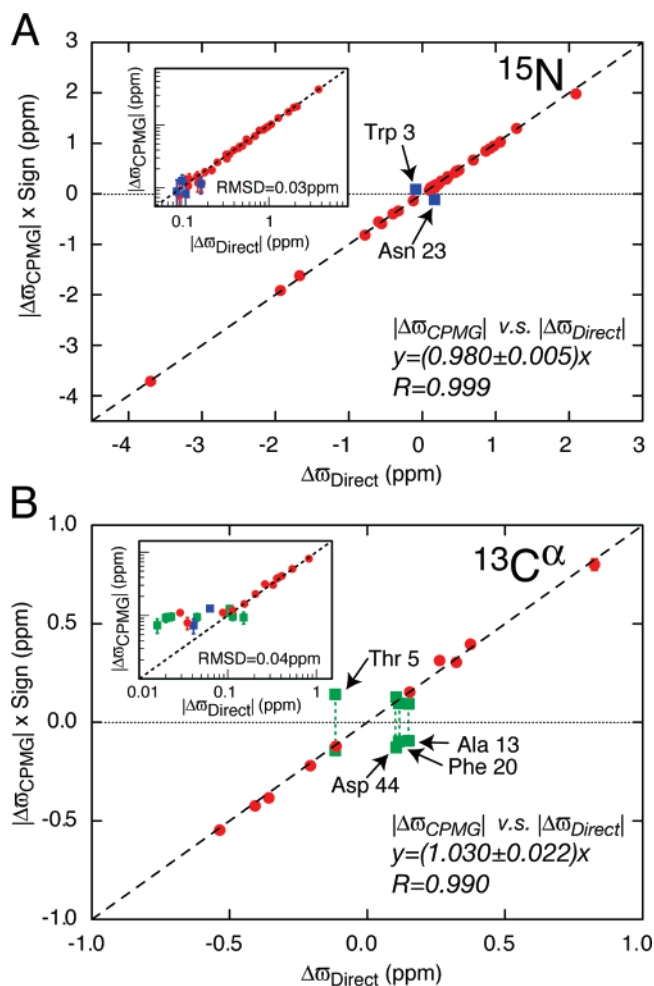 A
3
2
1
0
-1
-2
-3
-4
|Δϖ_CPMG| x Sign (ppm)
¹⁵N
|Δϖ_CPMG| (ppm)
RMSD=0.03ppm
0.1
1
|Δϖ_Direct| (ppm)
Trp 3
Asn 23
|Δϖ_CPMG| v.s. |Δϖ_Direct|
y=(0.980±0.005)x
R=0.999
-4 -3 -2 -1 0 1 2 3
Δϖ_Direct (ppm)
B
1.0
0.5
0.0
-0.5
-1.0
|Δϖ_CPMG| x Sign (ppm)
¹³Cᵅ
|Δϖ_CPMG| (ppm)
RMSD=0.04ppm
0.01 0.1 1
|Δϖ_Direct| (ppm)
Thr 5
Ala 13
Phe 20
Asp 44
|Δϖ_CPMG| v.s. |Δϖ_Direct|
y=(1.030±0.022)x
R=0.990
-1.0 -0.5 0.0 0.5 1.0
Δϖ_Direct (ppm)